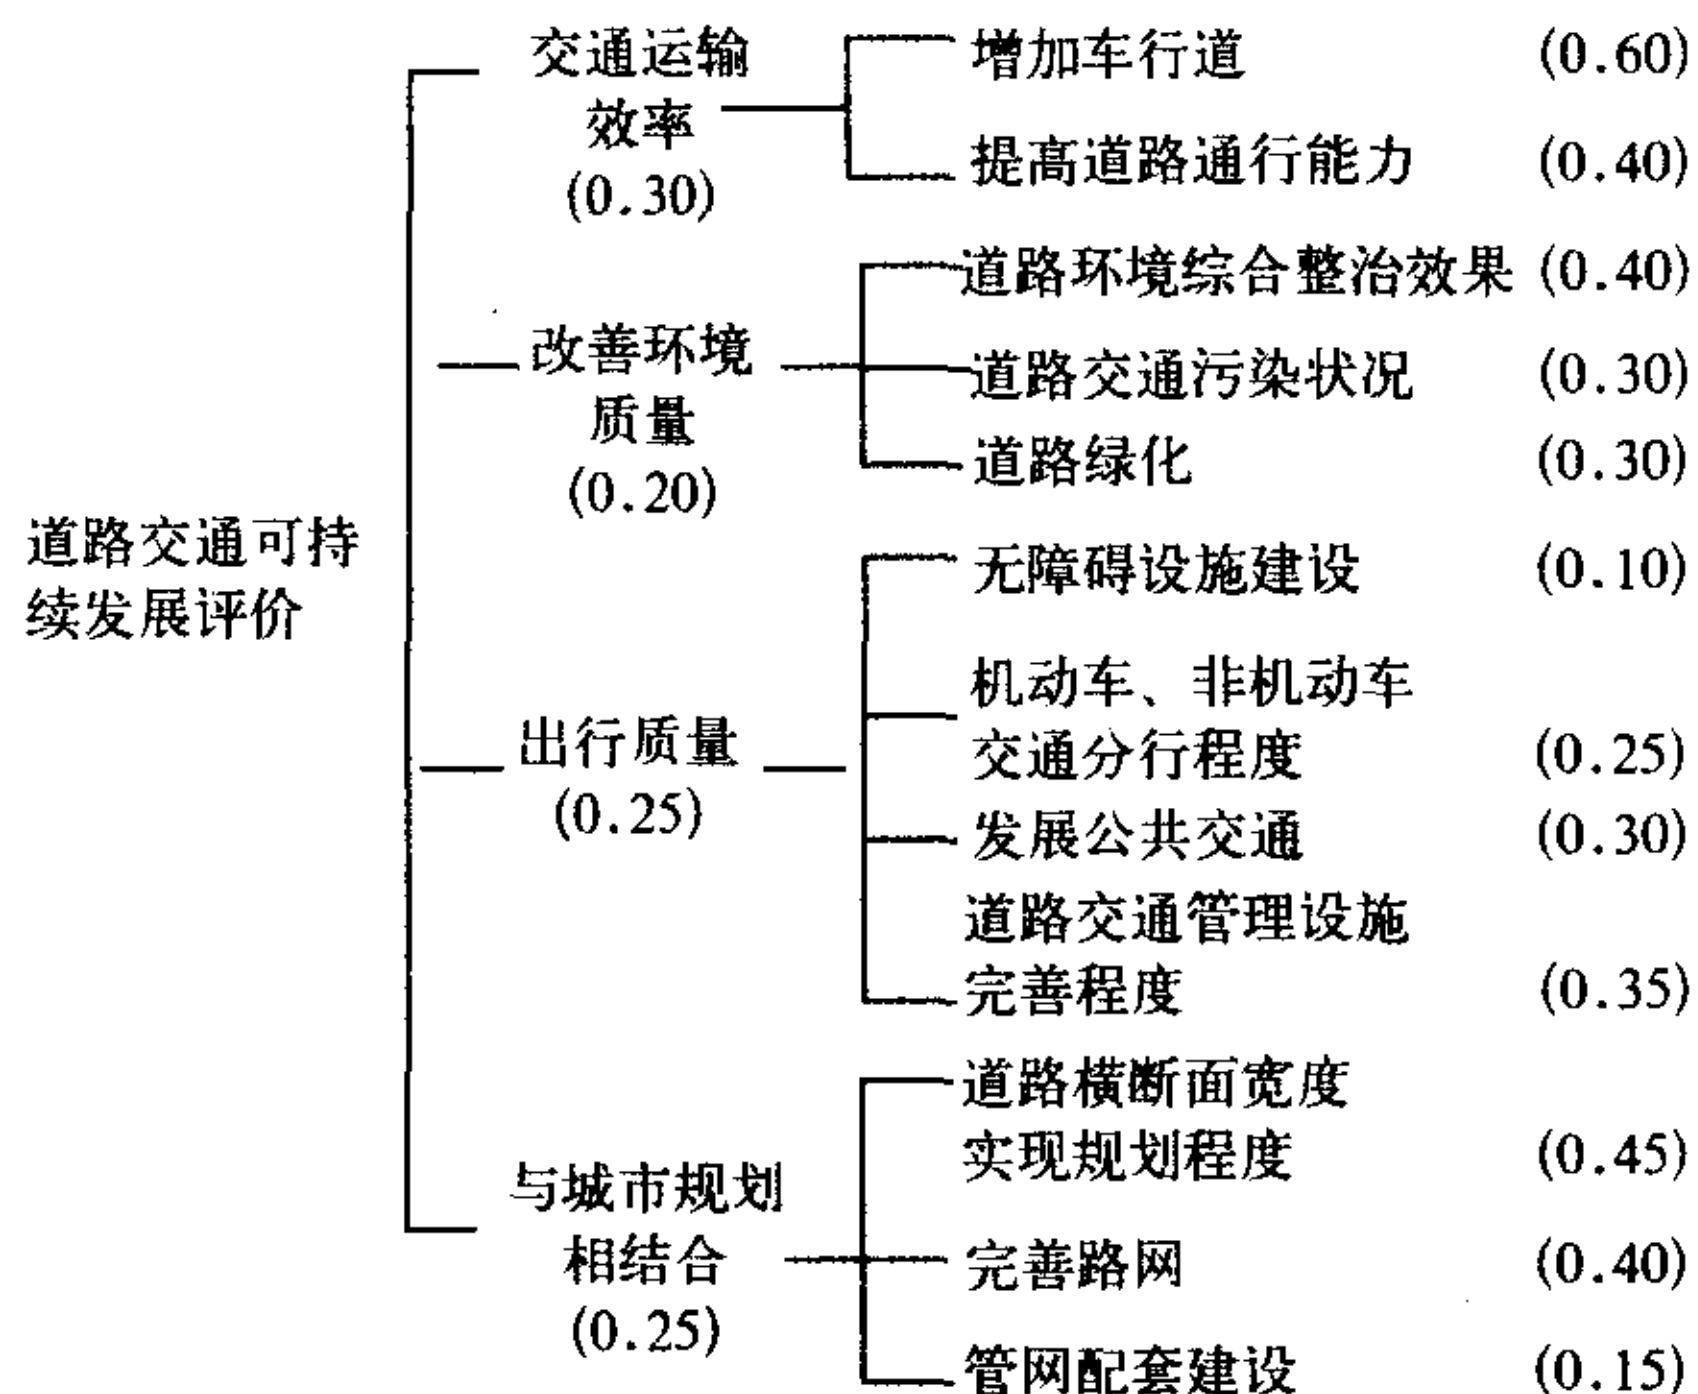 道路交通可持
续发展评价
交通运输
效率
(0.30)
增加车行道 (0.60)
提高道路通行能力 (0.40)
改善环境
质量
(0.20)
道路环境综合整治效果 (0.40)
道路交通污染状况 (0.30)
道路绿化 (0.30)
出行质量
(0.25)
无障碍设施建设 (0.10)
机动车、非机动车
交通分行程度 (0.25)
发展公共交通 (0.30)
道路交通管理设施
完善程度 (0.35)
与城市规划
相结合
(0.25)
道路横断面宽度
实现规划程度 (0.45)
完善路网 (0.40)
管网配套建设 (0.15)